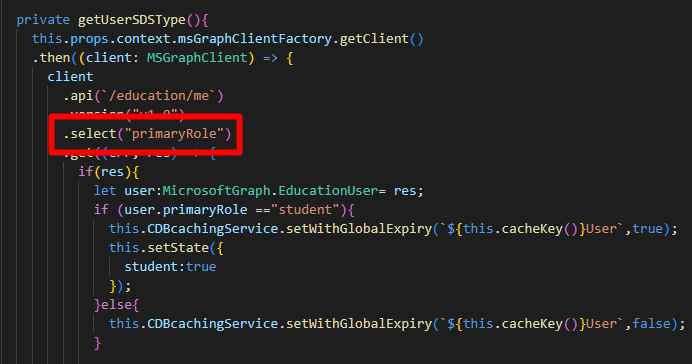 private getUserSDSType(){
this.props.context.msGraphClientFactory.getClient()
.then((client: MSGraphClient) => {
client
.api(`/education/me`)
.version("v1.0")
.select("primaryRole")
.get((err, res) => {
if(res){
let user:MicrosoftGraph.EducationUser= res;
if (user.primaryRole =="student"){
this.CDBcachingService.setWithGlobalExpiry(`${this.cacheKey()}User`,true);
this.setState({
student:true
});
}else{
this.CDBcachingService.setWithGlobalExpiry(`${this.cacheKey()}User`,false);
}